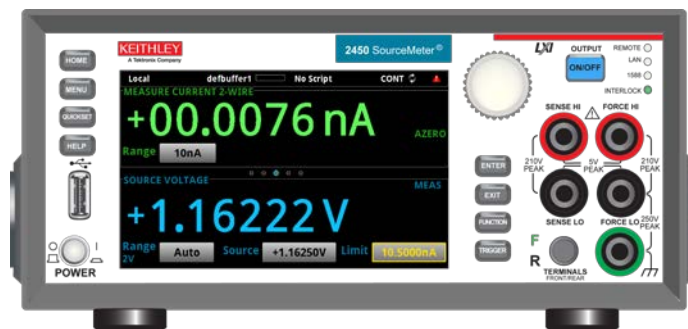 KEITHLEY
A Tektronix Company
2450 SourceMeter®
HOME
MENU
QUICKSET
HELP
POWER
Local defbuffer1 No Script CONT
MEASURE CURRENT 2-WIRE
+00.0076 nA
AZERO
Range 10nA
SOURCE VOLTAGE
MEAS
+1.16222 V
Range 2V Auto Source +1.16250V Limit 10.5000nA
ENTER
EXIT
FUNCTION
TRIGGER
LXI
OUTPUT
ON/OFF
REMOTE
LAN
1588
INTERLOCK
SENSE HI
FORCE HI
210V PEAK
5V PEAK
210V PEAK
SENSE LO
FORCE LO
250V PEAK
F
R
TERMINALS
FRONT/REAR